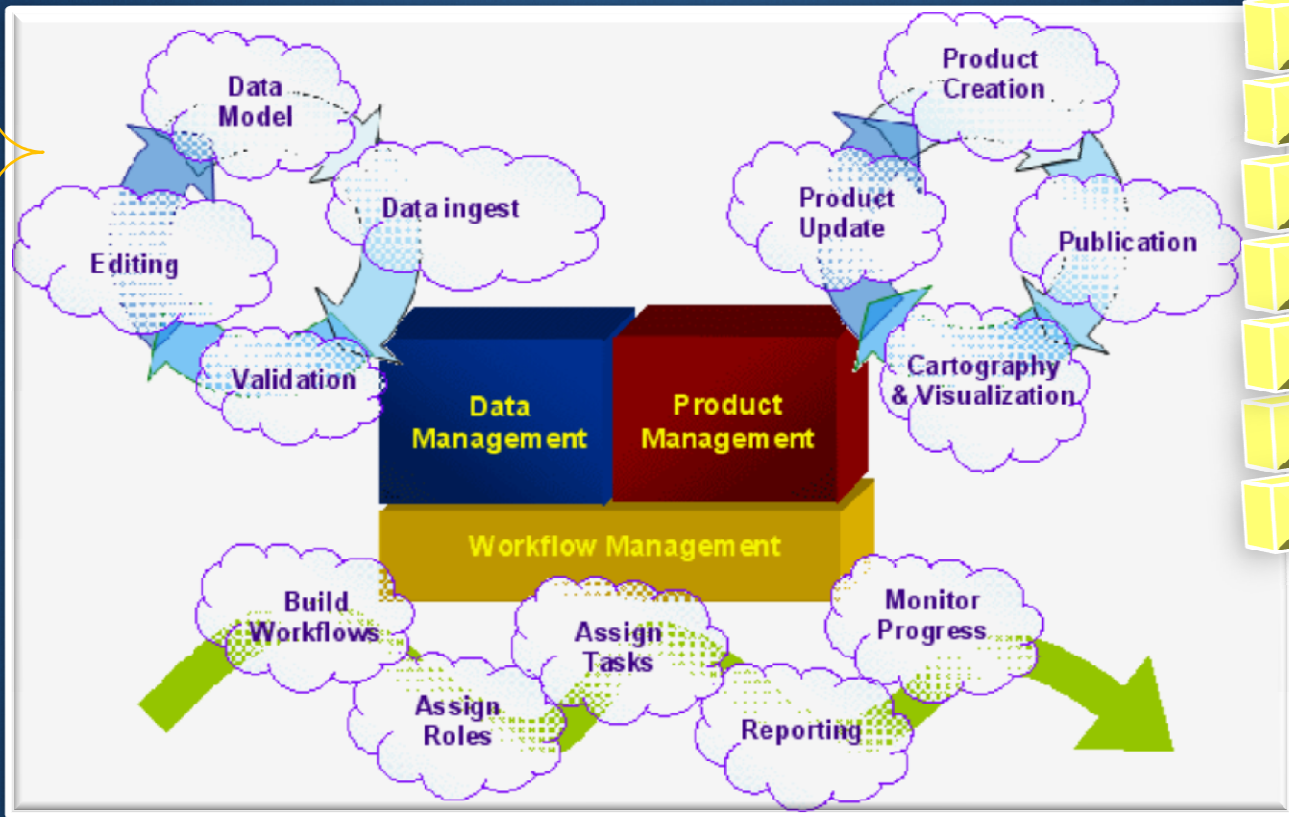 Data
Model
Data ingest
Editing
Validation
Product
Creation
Product
Update
Publication
Cartography
& Visualization
Data
Management
Product
Management
Workflow Management
Build
Workflows
Assign
Roles
Assign
Tasks
Reporting
Monitor
Progress